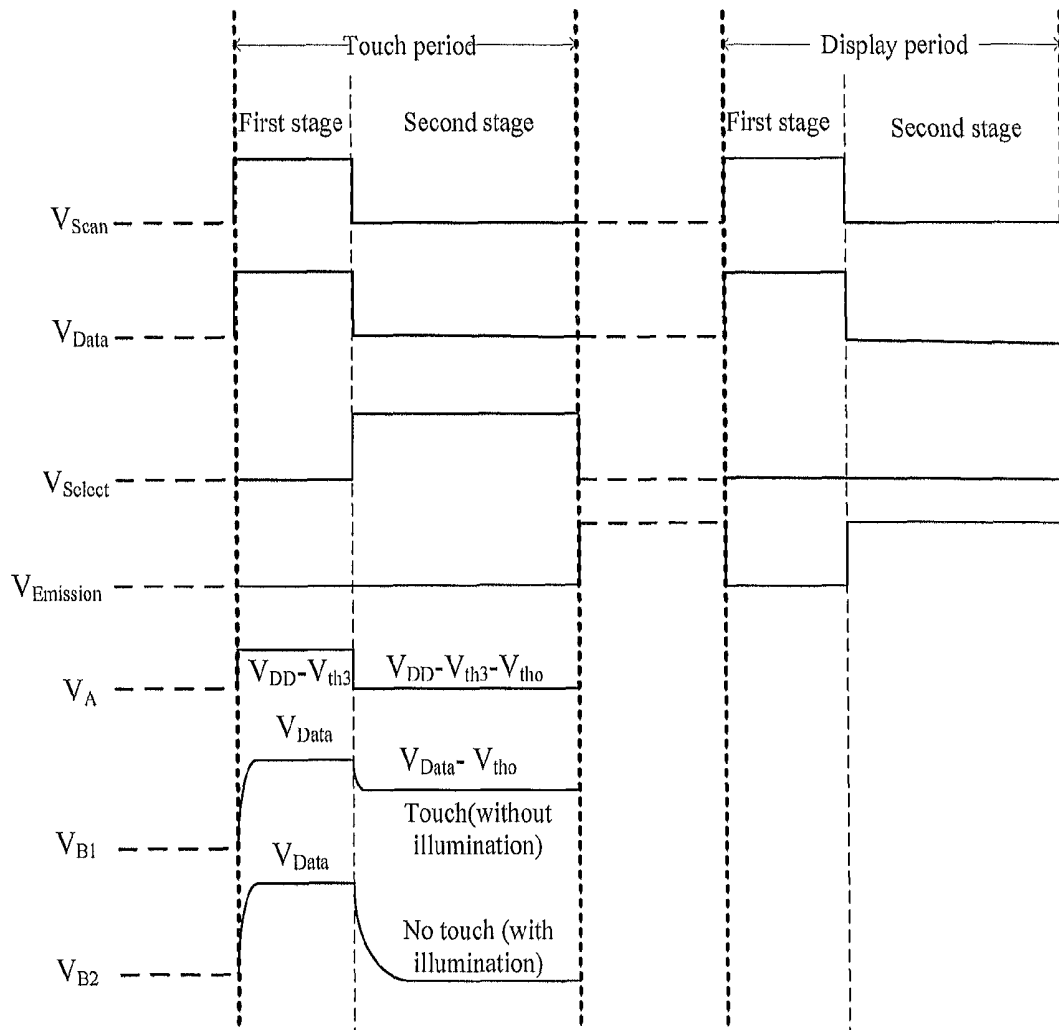 Touch period
Display period
First stage
Second stage
First stage
Second stage
V_Scan
V_Data
V_Select
V_Emission
V_DD-V_th3
V_DD-V_th3-V_tho
V_A
V_Data
V_Data- V_tho
Touch(without
illumination)
V_B1
V_Data
No touch (with
illumination)
V_B2